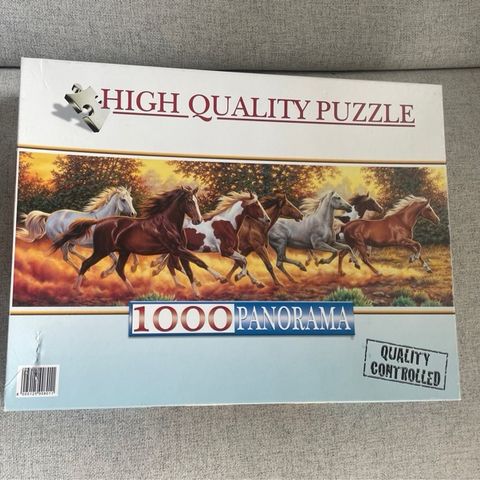 HIGH QUALITY PUZZLE
1000 PANORAMA
QUALITY
CONTROLLED